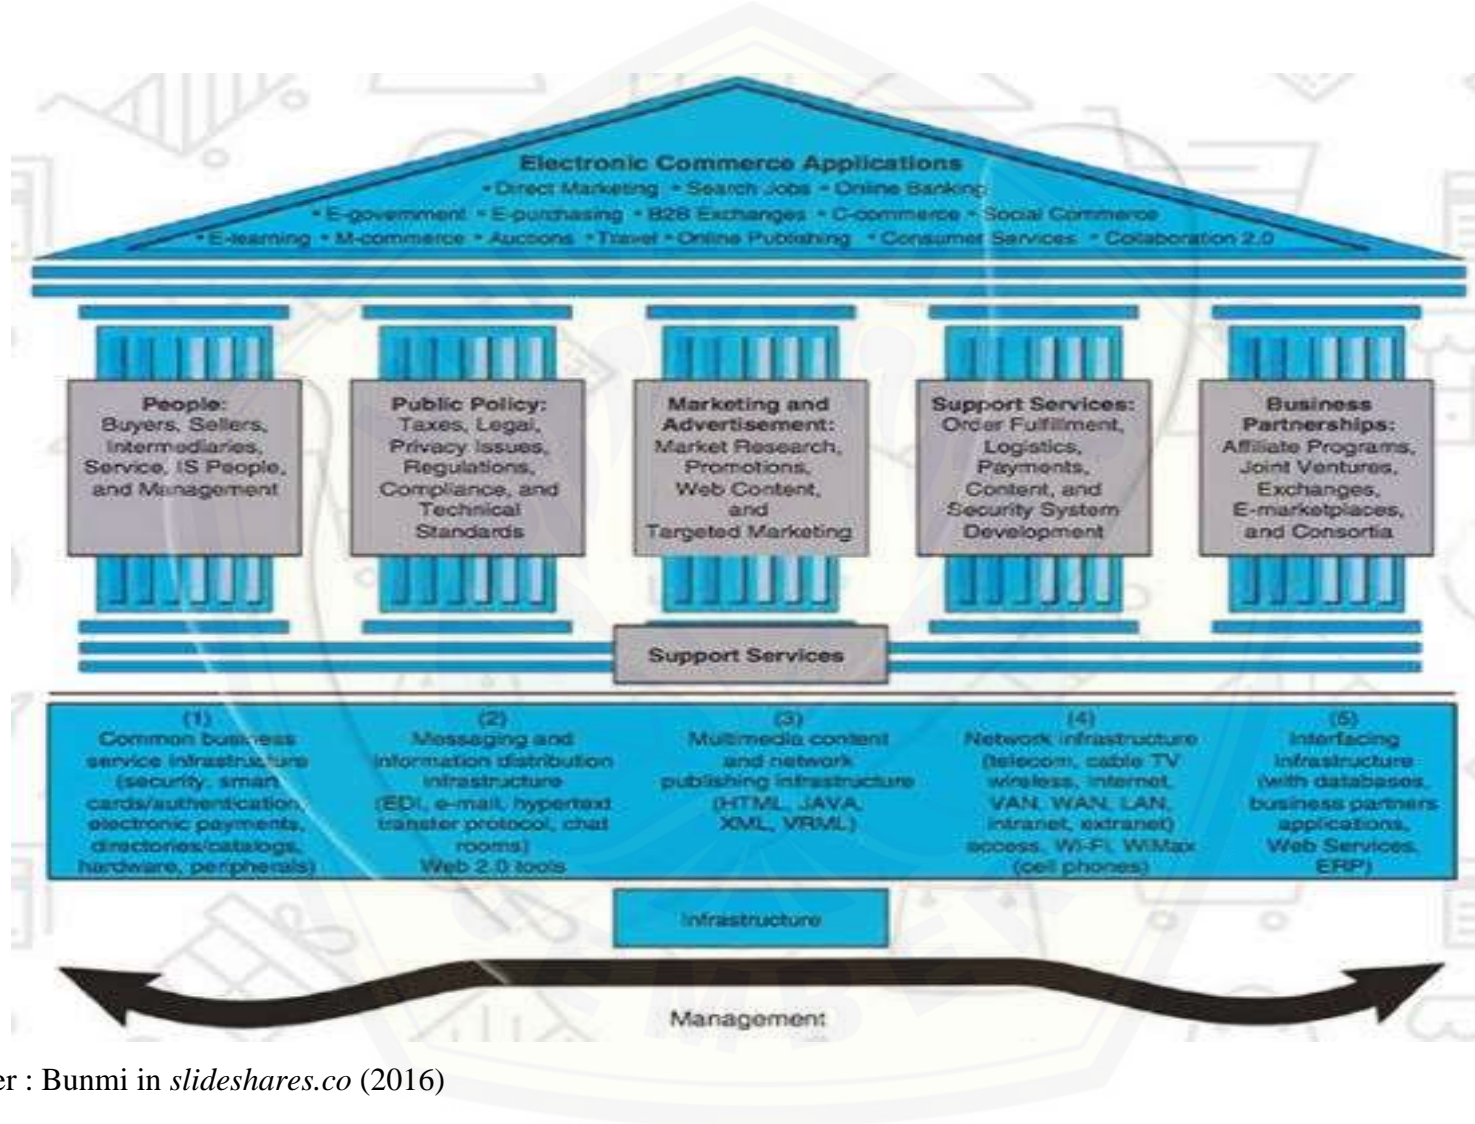 Electronic Commerce Applications
• Direct Marketing • Search Jobs • Online Banking
• E-government • E-purchasing • B2B Exchanges • C-commerce • Social Commerce
• E-learning • M-commerce • Auctions • Travel • Online Publishing • Consumer Services • Collaboration 2.0
People:
Buyers, Sellers,
Intermediaries,
Service, IS People,
and Management
Public Policy:
Taxes, Legal,
Privacy Issues,
Regulations,
Compliance, and
Technical
Standards
Marketing and
Advertisement:
Market Research,
Promotions,
Web Content,
and
Targeted Marketing
Support Services:
Order Fulfillment,
Logistics,
Payments,
Content, and
Security System
Development
Business
Partnerships:
Affiliate Programs,
Joint Ventures,
Exchanges,
E-marketplaces,
and Consortia
Support Services
(1)
Common business
service infrastructure
(security, smart
cards/authentication,
electronic payments,
directories/catalogs,
hardware, peripherals)
(2)
Messaging and
information distribution
infrastructure
(EDI, e-mail, hypertext
transfer protocol, chat
rooms)
Web 2.0 tools
(3)
Multimedia content
and network
publishing infrastructure
(HTML, JAVA,
XML, VRML)
(4)
Network infrastructure
(telecom, cable TV
wireless, Internet,
VAN, WAN, LAN,
intranet, extranet)
access, Wi-Fi, WiMax
(cell phones)
(5)
Interfacing
infrastructure
(with databases,
business partners
applications,
Web Services,
ERP)
Infrastructure
Management
er : Bunmi in slideshares.co (2016)